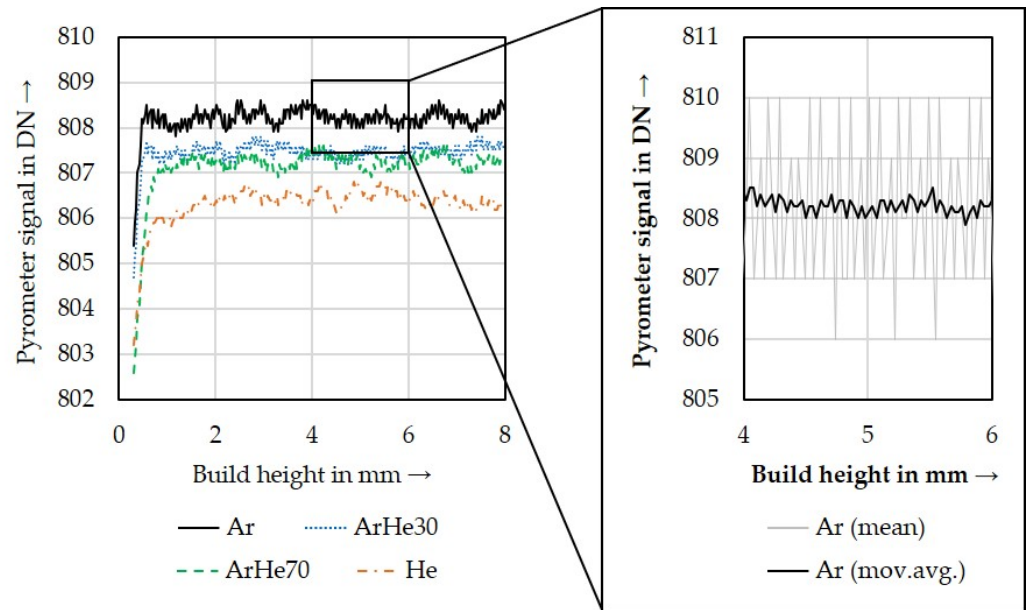 Pyrometer signal in DN →
810
809
808
807
806
805
804
803
802
0 2 4 6 8
Build height in mm →
Ar ArHe30
ArHe70 He
Pyrometer signal in DN →
811
810
809
808
807
806
805
4 5 6
Build height in mm →
Ar (mean)
Ar (mov.avg.)